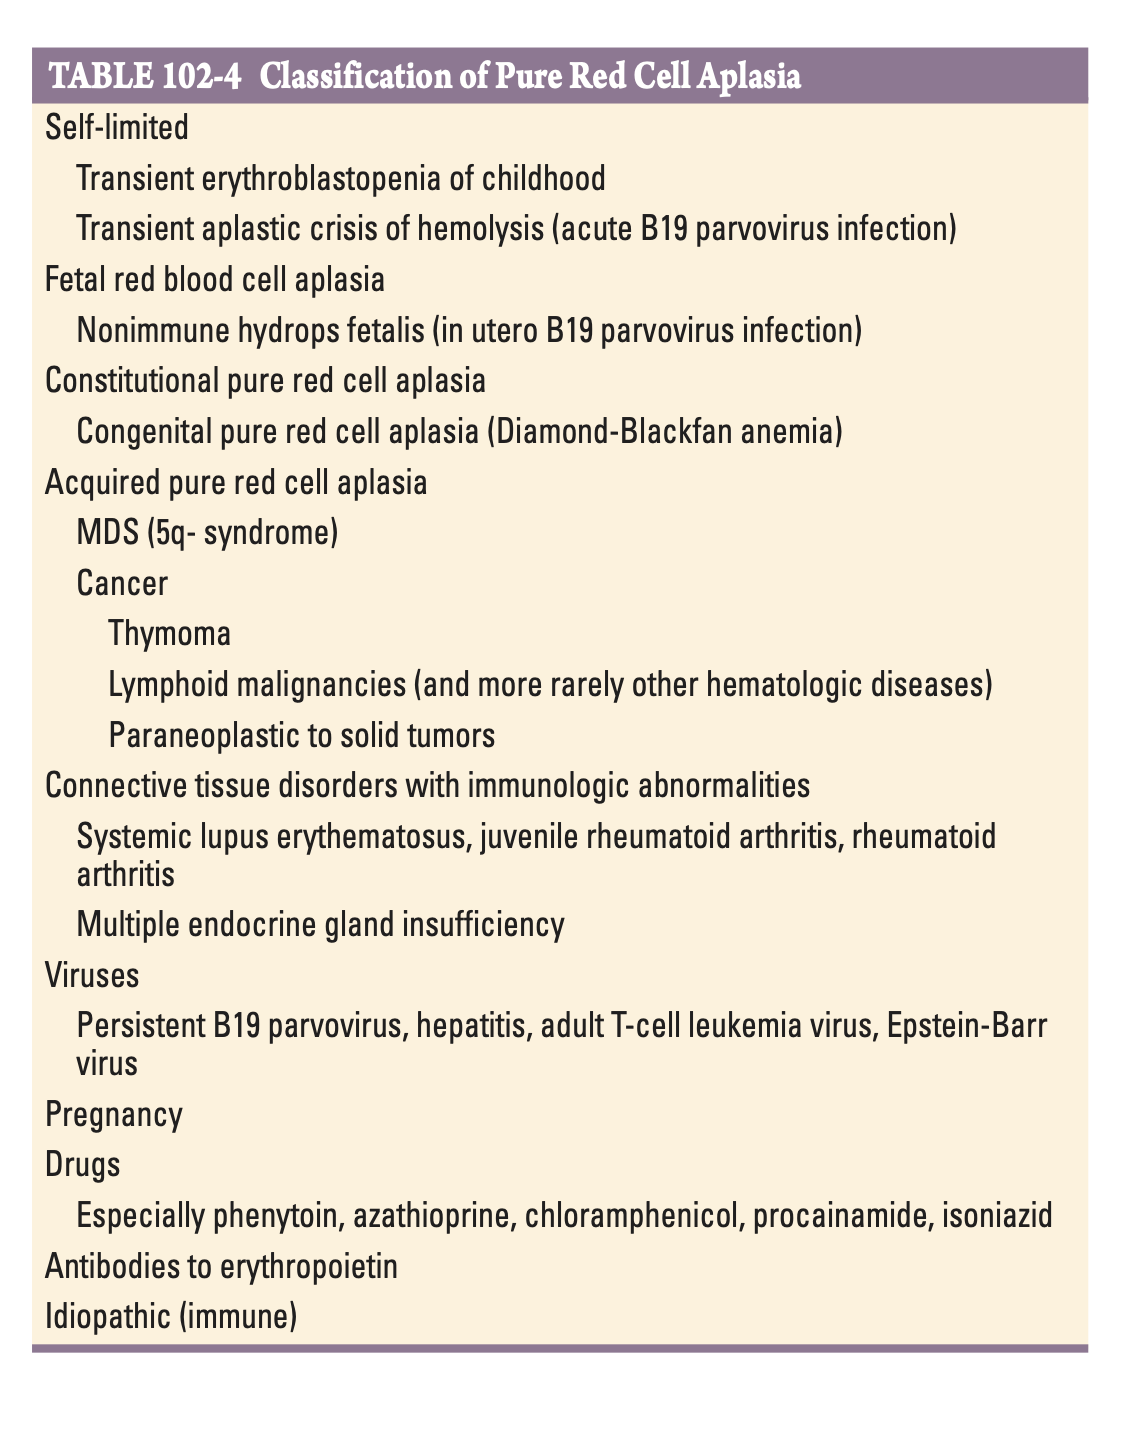 TABLE 102-4 Classification of Pure Red Cell Aplasia
Self-limited
Transient erythroblastopenia of childhood
Transient aplastic crisis of hemolysis (acute B19 parvovirus infection)
Fetal red blood cell aplasia
Nonimmune hydrops fetalis (in utero B19 parvovirus infection)
Constitutional pure red cell aplasia
Congenital pure red cell aplasia (Diamond-Blackfan anemia)
Acquired pure red cell aplasia
MDS (5q- syndrome)
Cancer
Thymoma
Lymphoid malignancies (and more rarely other hematologic diseases)
Paraneoplastic to solid tumors
Connective tissue disorders with immunologic abnormalities
Systemic lupus erythematosus, juvenile rheumatoid arthritis, rheumatoid
arthritis
Multiple endocrine gland insufficiency
Viruses
Persistent B19 parvovirus, hepatitis, adult T-cell leukemia virus, Epstein-Barr
virus
Pregnancy
Drugs
Especially phenytoin, azathioprine, chloramphenicol, procainamide, isoniazid
Antibodies to erythropoietin
Idiopathic (immune)